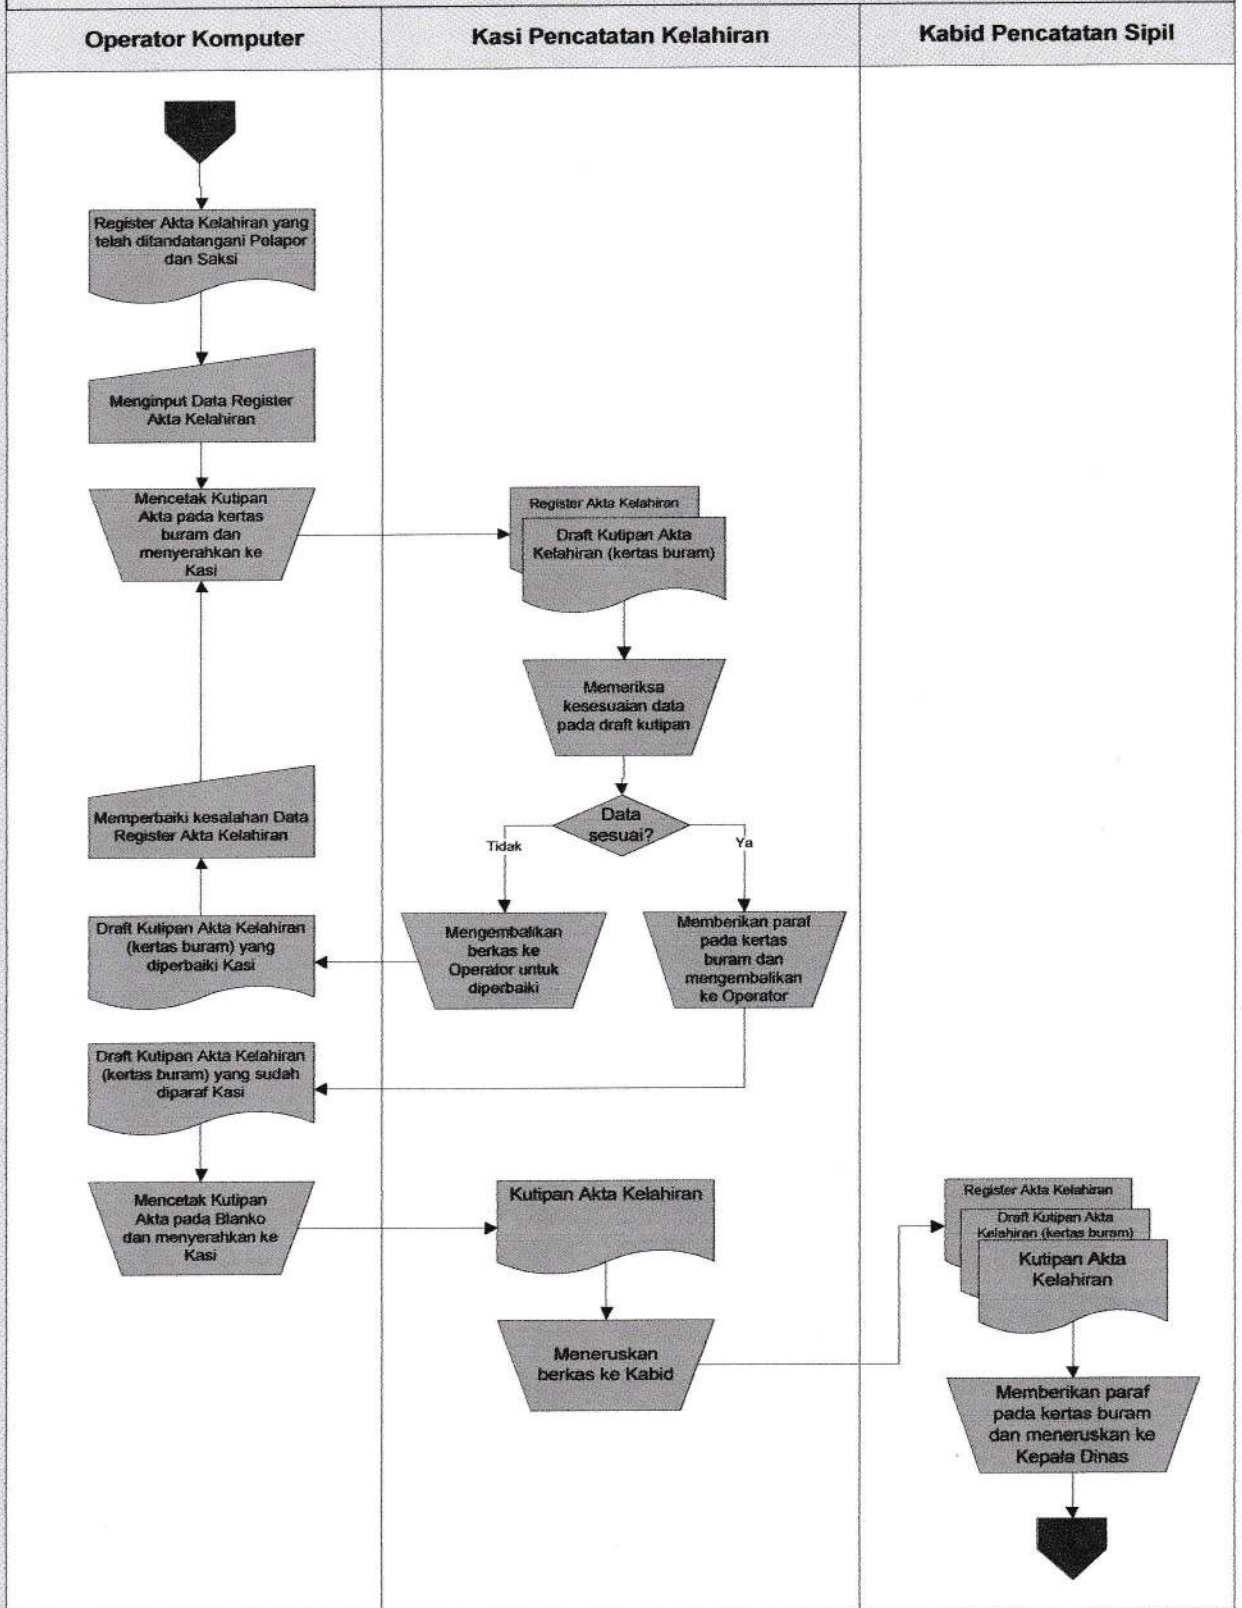 Operator Komputer
Kasi Pencatatan Kelahiran
Kabid Pencatatan Sipil
Register Akta Kelahiran yang
telah ditandatangani Pelapor
dan Saksi
Menginput Data Register
Akta Kelahiran
Mencetak Kutipan
Akta pada kertas
buram dan
menyerahkan ke
Kasi
Register Akta Kelahiran
Draft Kutipan Akta
Kelahiran (kertas buram)
Memeriksa
kesesuaian data
pada draft kutipan
Data
sesuai?
Tidak
Ya
Memperbaiki kesalahan Data
Register Akta Kelahiran
Draft Kutipan Akta Kelahiran
(kertas buram) yang
diperbaiki Kasi
Mengembalikan
berkas ke
Operator untuk
diperbaiki
Memberikan paraf
pada kertas
buram dan
mengembalikan
ke Operator
Draft Kutipan Akta Kelahiran
(kertas buram) yang sudah
diparaf Kasi
Mencetak Kutipan
Akta pada Blanko
dan menyerahkan ke
Kasi
Kutipan Akta Kelahiran
Meneruskan
berkas ke Kabid
Register Akta Kelahiran
Draft Kutipan Akta
Kelahiran (kertas buram)
Kutipan Akta
Kelahiran
Memberikan paraf
pada kertas buram
dan meneruskan ke
Kepala Dinas